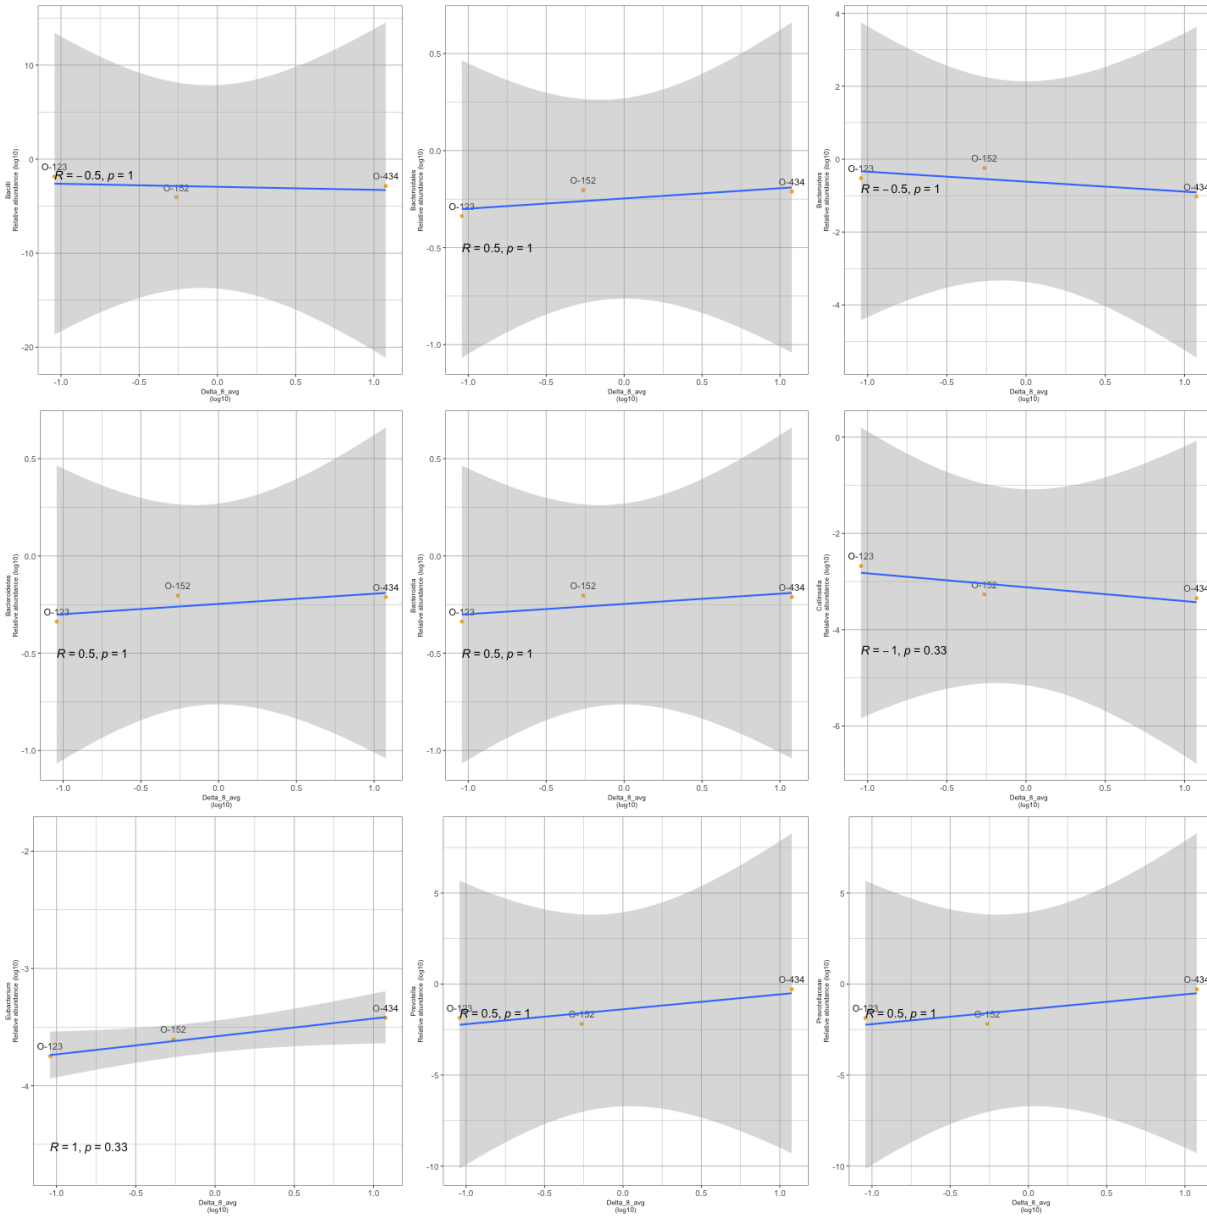 10
0
-10
-20
Bacilli
Relative abundance (log10)
O-123
R = − 0.5, p = 1
O-152
O-434
-1.0 -0.5 0.0 0.5 1.0
Delta_8_avg
(log10)
0.5
0.0
-0.5
-1.0
Bacteroidales
Relative abundance (log10)
O-152
O-434
O-123
R = 0.5, p = 1
-1.0 -0.5 0.0 0.5 1.0
Delta_8_avg
(log10)
4
2
0
-2
-4
Bacteroides
Relative abundance (log10)
O-152
O-123
R = − 0.5, p = 1
O-434
-1.0 -0.5 0.0 0.5 1.0
Delta_8_avg
(log10)
0.5
0.0
-0.5
-1.0
Bacteroidetes
Relative abundance (log10)
O-152
O-434
O-123
R = 0.5, p = 1
-1.0 -0.5 0.0 0.5 1.0
Delta_8_avg
(log10)
0.5
0.0
-0.5
-1.0
Bacteroidia
Relative abundance (log10)
O-152
O-434
O-123
R = 0.5, p = 1
-1.0 -0.5 0.0 0.5 1.0
Delta_8_avg
(log10)
0
-2
-4
-6
Collinsella
Relative abundance (log10)
O-123
O-152
O-434
R = − 1, p = 0.33
-1.0 -0.5 0.0 0.5 1.0
Delta_8_avg
(log10)
-2
-3
-4
Eubacterium
Relative abundance (log10)
O-434
O-152
O-123
R = 1, p = 0.33
-1.0 -0.5 0.0 0.5 1.0
Delta_8_avg
(log10)
5
0
-5
-10
Prevotella
Relative abundance (log10)
O-434
O-123
R = 0.5, p = 1
O-152
-1.0 -0.5 0.0 0.5 1.0
Delta_8_avg
(log10)
5
0
-5
-10
Prevotellaceae
Relative abundance (log10)
O-434
O-123
R = 0.5, p = 1
O-152
-1.0 -0.5 0.0 0.5 1.0
Delta_8_avg
(log10)